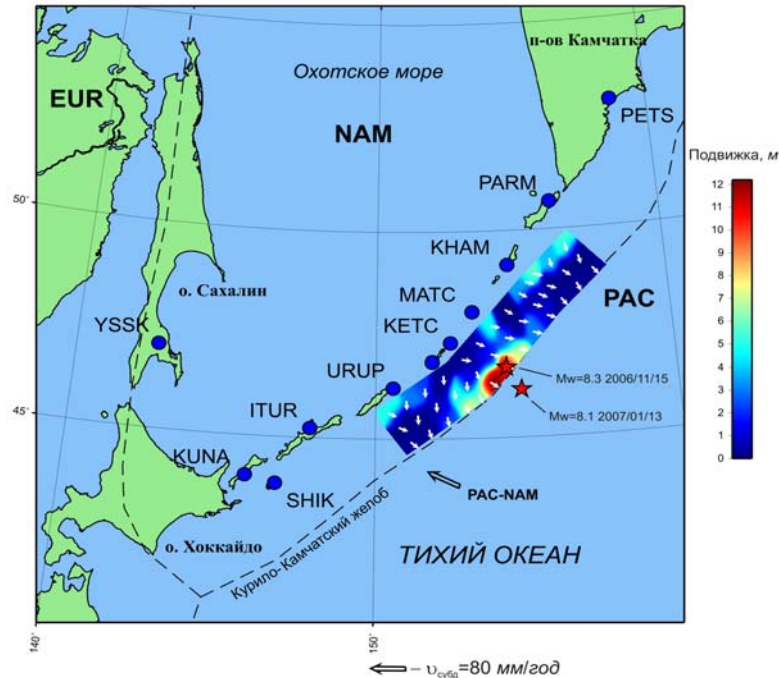 п-ов Камчатка
Охотское море
EUR
NAM
PETS
Подвижка, м
PARM
50°
KHAM
12
11
10
9
8
7
6
5
4
3
2
1
0
о. Сахалин
MATC
PAC
YSSK
KETC
URUP
Mw=8.3 2006/11/15
45°
ITUR
Mw=8.1 2007/01/13
KUNA
SHIK
PAC-NAM
о. Хоккайдо
Курило-Камчатский желоб
ТИХИЙ ОКЕАН
140°
150°
– υсубд=80 мм/год